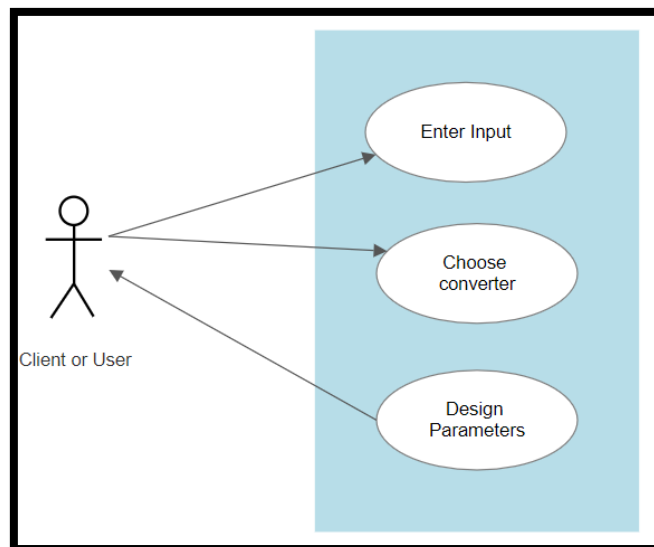 Enter Input
Choose
converter
Client or User
Design
Parameters